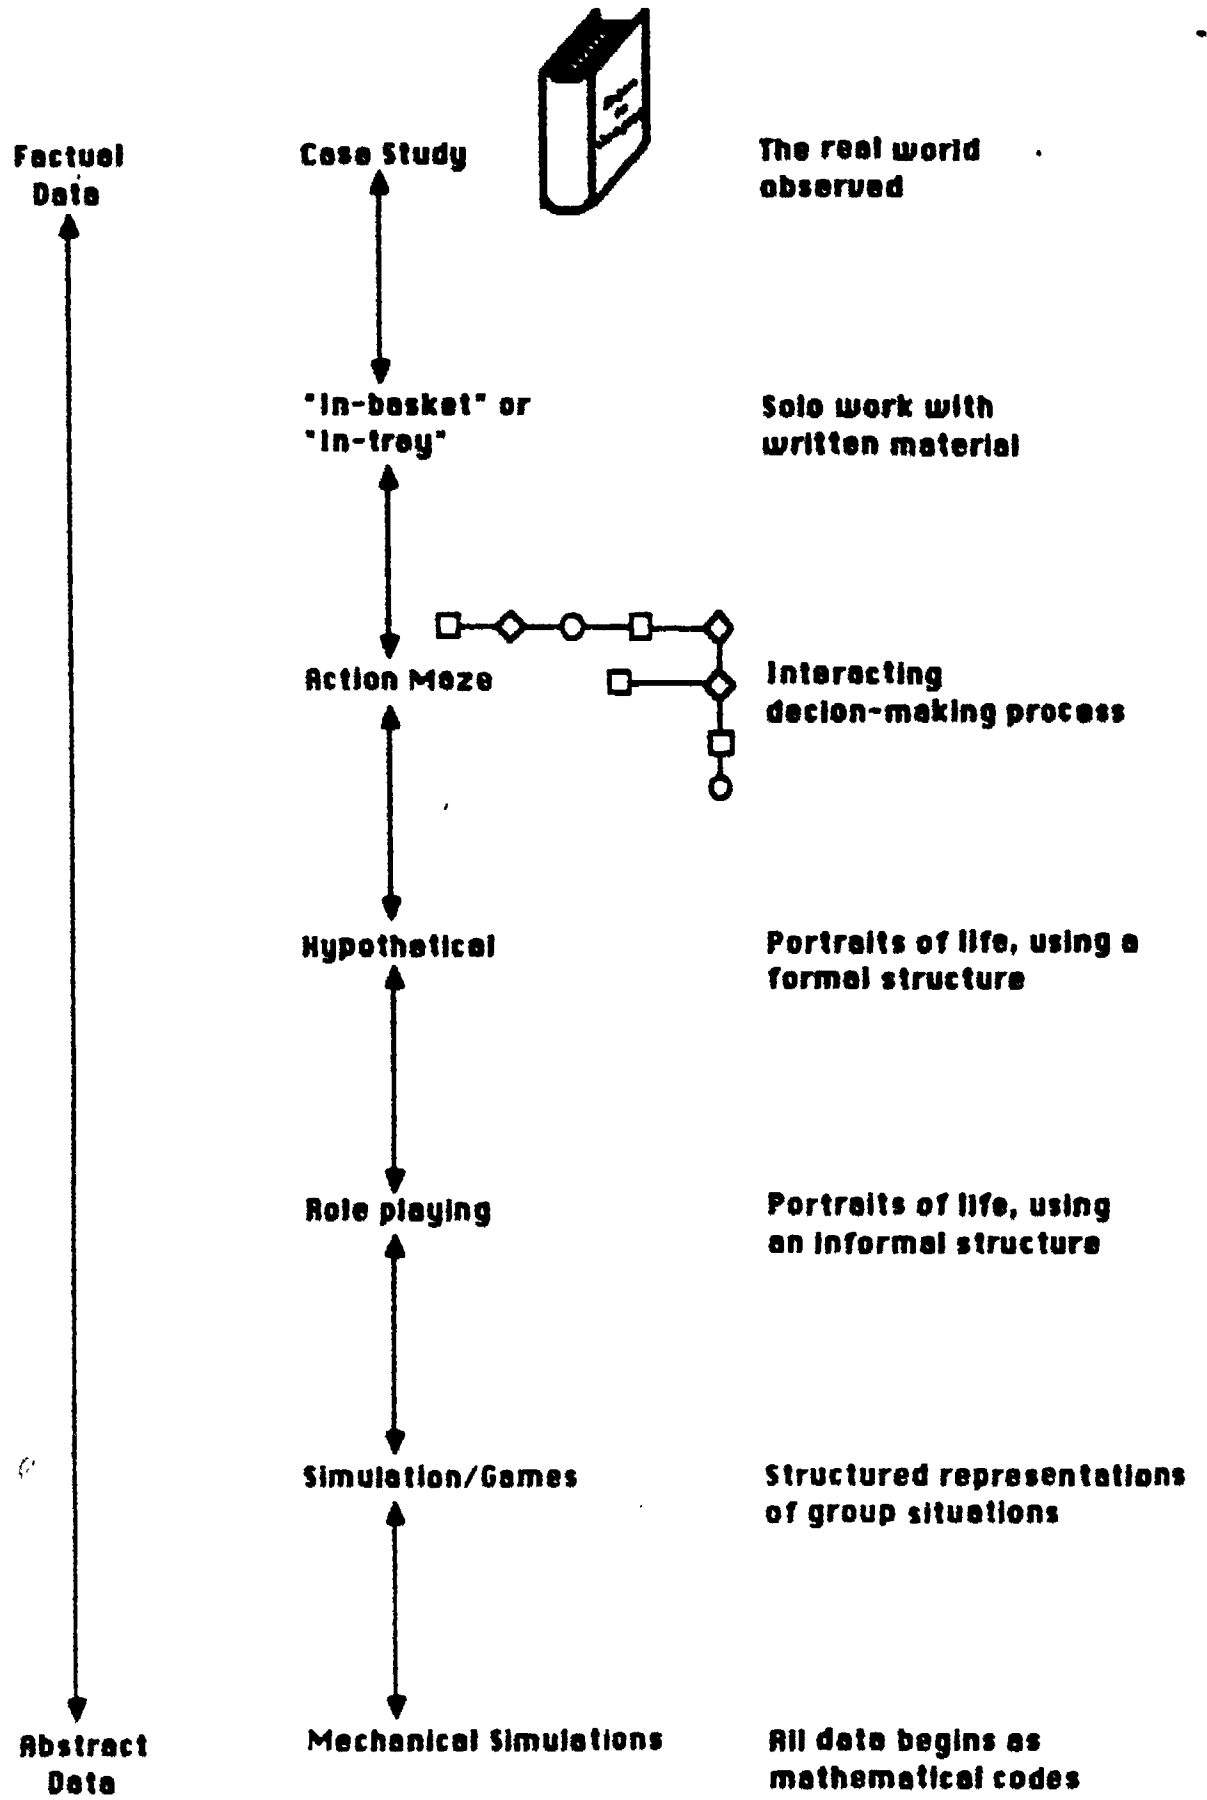 Factual
Data
Case Study
The real world
observed
"In-basket" or
"In-tray"
Solo work with
written material
Action Maze
Interacting
decion-making process
Hypothetical
Portraits of life, using a
formal structure
Role playing
Portraits of life, using
an informal structure
Simulation/Games
Structured representations
of group situations
Abstract
Data
Mechanical Simulations
All data begins as
mathematical codes